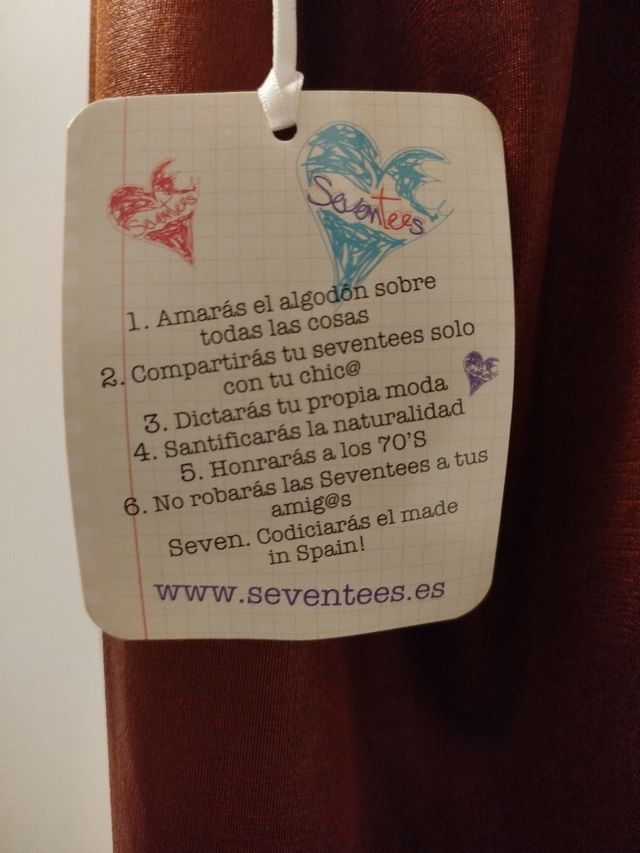 Seventees
Seventees
1. Amarás el algodón sobre
todas las cosas
2. Compartirás tu seventees solo
con tu chic@
3. Dictarás tu propia moda
4. Santificarás la naturalidad
5. Honrarás a los 70'S
6. No robarás las Seventees a tus
amig@s
Seven. Codiciarás el made
in Spain!
www.seventees.es